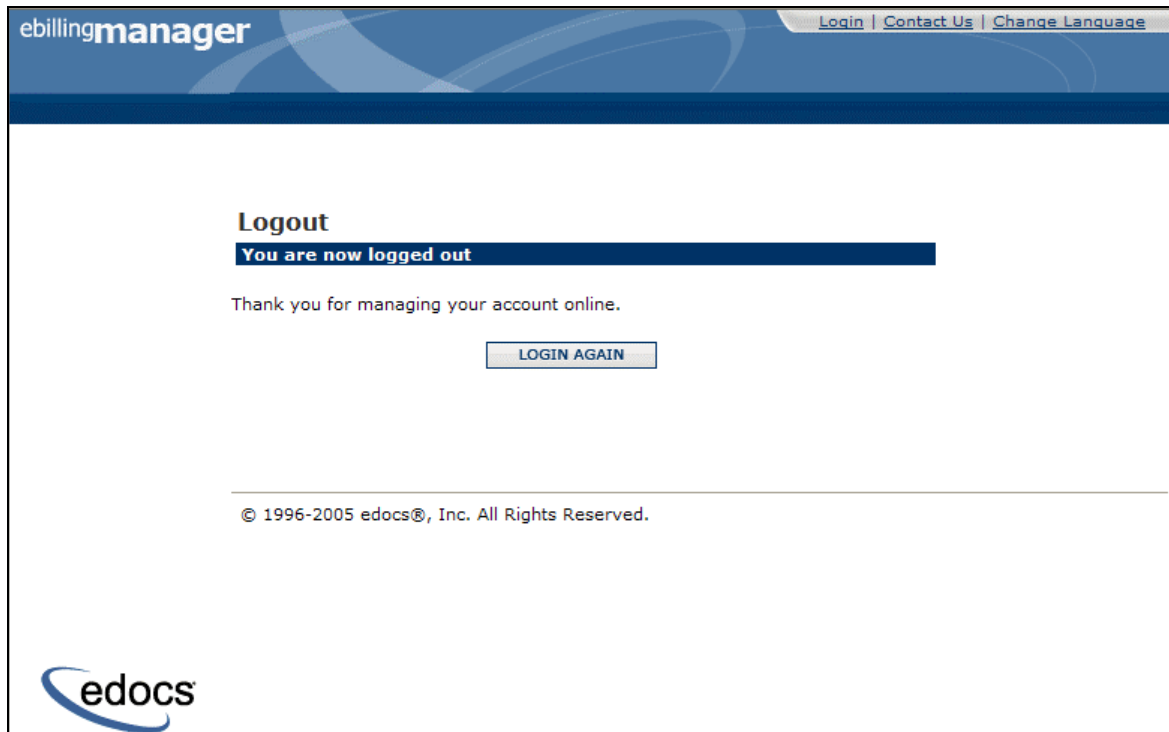 ebillingmanager
Login | Contact Us | Change Language
Logout
You are now logged out
Thank you for managing your account online.
LOGIN AGAIN
© 1996-2005 edocs®, Inc. All Rights Reserved.
edocs